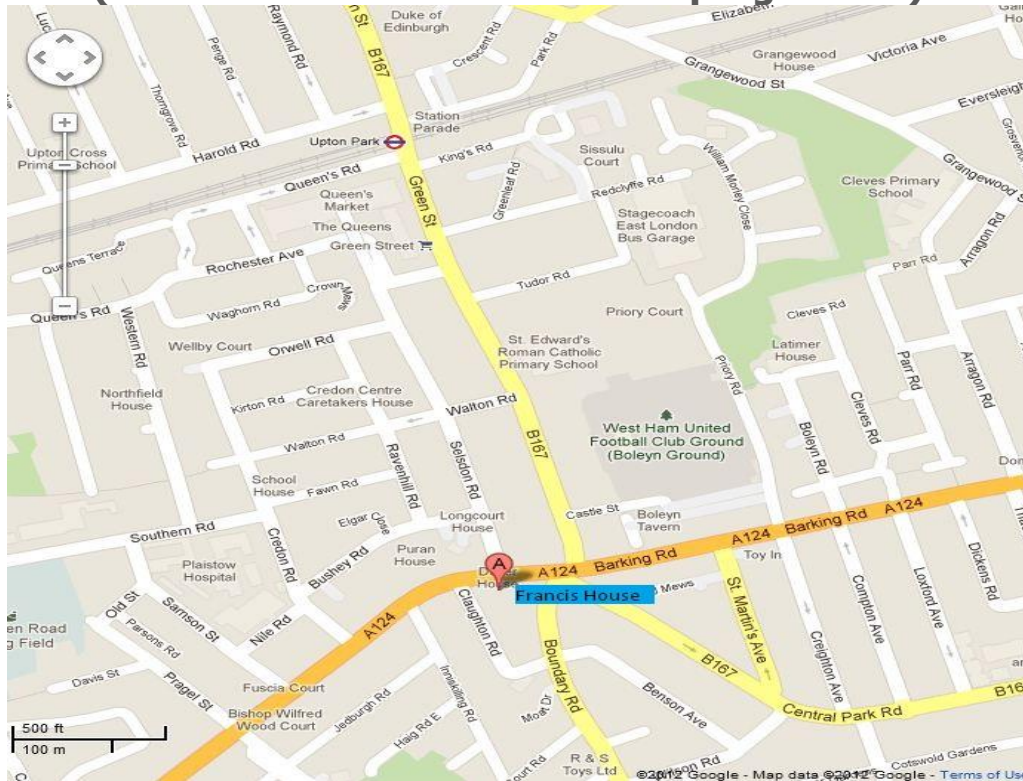 Duke of
Edinburgh
Elizabeth
Grangewood
House
Victoria Ave
Raymond Rd
Penge Rd
B167
Crescent Rd
Park Rd
Grangewood St
Thorngrove Rd
Eversleigh
Station
Parade
Upton Park
Harold Rd
King's Rd
Sissulu
Court
William Morley Close
Grangewood S
Cleves Primary
School
Queen's Rd
Queen's
Market
The Queens
Green Street
Green St
Greenleaf Rd
Redclyffe Rd
Stagecoach
East London
Bus Garage
Arragon Rd
Parr Rd
Queens Terrace
Rochester Ave
Tudor Rd
Queen's Rd
Western Rd
Waghorn Rd
Crown
Mews
Priory Court
Cleves Rd
Wellby Court
Orwell Rd
St. Edward's
Roman Catholic
Primary School
Latimer
House
Parr Rd
Arragon Rd
Northfield
House
Credon Centre
Caretakers House
Kirton Rd
Walton Rd
Priory Rd
West Ham United
Football Club Ground
(Boleyn Ground)
Cleves Rd
Boleyn Rd
Walton Rd
Ravenhill Rd
Selsdon Rd
B167
School
House
Fawn Rd
Longcourt
House
Castle St
Boleyn
Tavern
Southern Rd
Credon Rd
Elgar Close
Bushey Rd
Puran
House
Plaistow
Hospital
A
A124 Barking Rd
A124 Barking Rd A124
Toy In
Francis House
Mews
Old St
Samson St
Nile Rd
A124
Claughton Rd
St. Martin's Ave
Compton Ave
Loxford Ave
Dickens Rd
Parsons Rd
Davis St
Pragel St
Fuscia Court
Bishop Wilfred
Wood Court
Jedburgh Rd
Inniskilling Rd
Haig Rd E
Boundary Rd
Benson Ave
B167
Creighton Ave
Central Park Rd
500 ft
100 m
R & S
Toys Ltd
Cotswold Gardens
©2012 Google - Map data ©2012 Google - Terms of Us